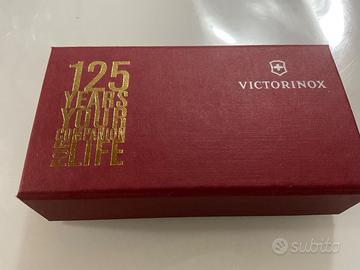 125
YEARS
YOUR
COMPANION
FOR LIFE
VICTORINOX
subito